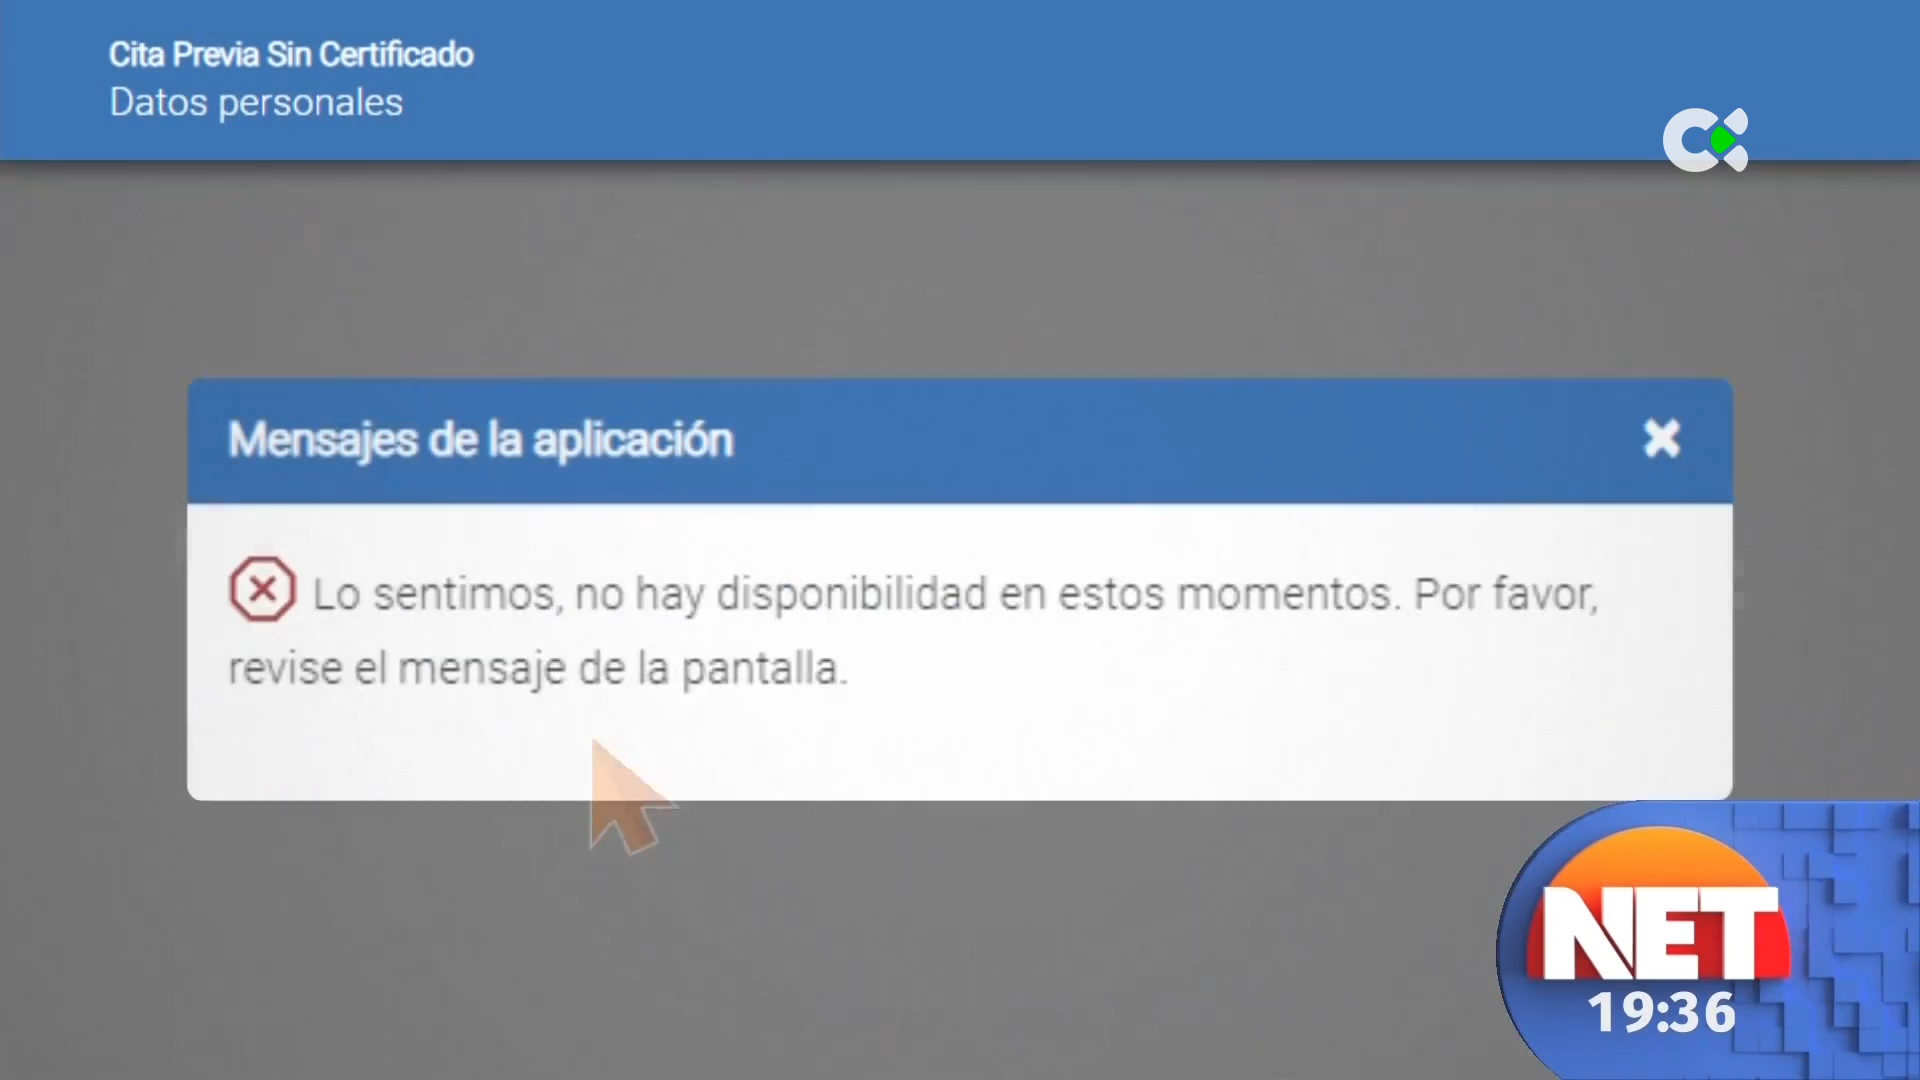 Cita Previa Sin Certificado
Datos personales
Mensajes de la aplicación
Lo sentimos, no hay disponibilidad en estos momentos. Por favor,
revise el mensaje de la pantalla.
NET
19:36